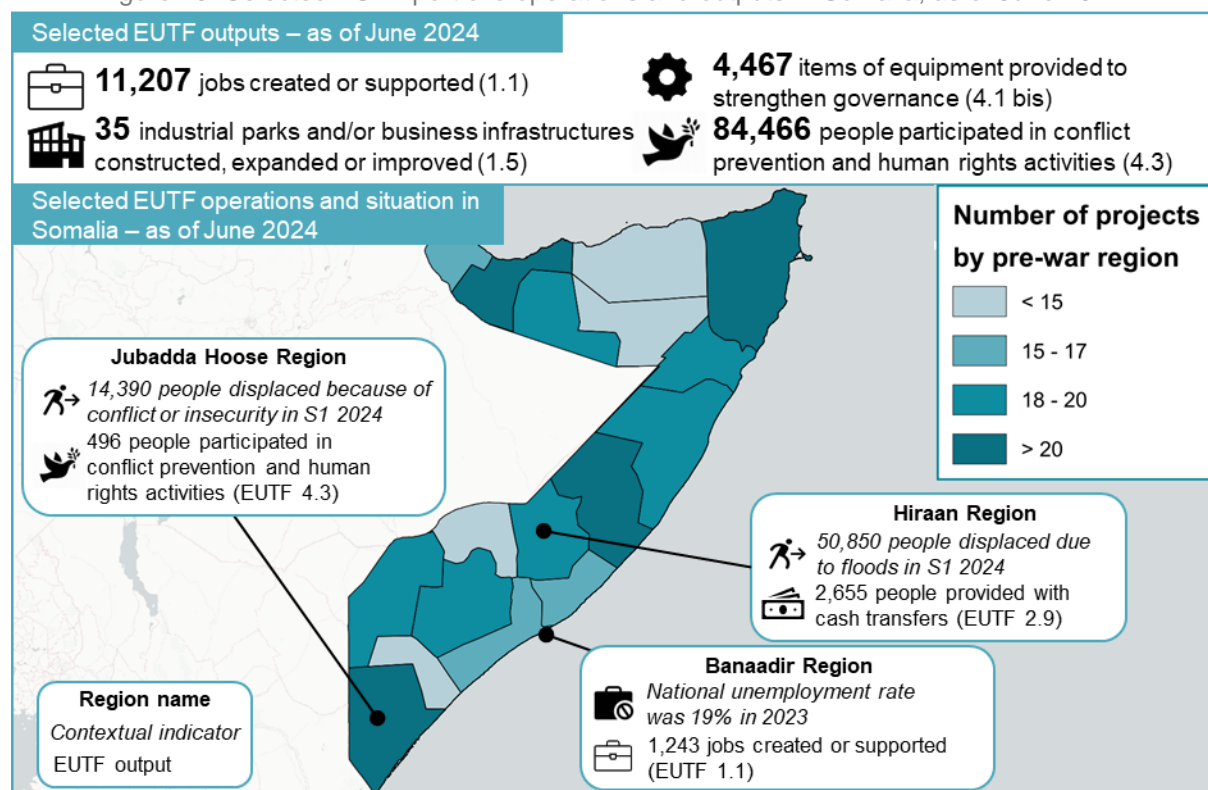 Selected EUTF outputs – as of June 2024
11,207 jobs created or supported (1.1)
35 industrial parks and/or business infrastructures
constructed, expanded or improved (1.5)
4,467 items of equipment provided to
strengthen governance (4.1 bis)
84,466 people participated in conflict
prevention and human rights activities (4.3)
Selected EUTF operations and situation in
Somalia – as of June 2024
Number of projects
by pre-war region
< 15
15 - 17
18 - 20
> 20
Jubadda Hoose Region
14,390 people displaced because of
conflict or insecurity in S1 2024
496 people participated in
conflict prevention and human
rights activities (EUTF 4.3)
Hiraan Region
50,850 people displaced due
to floods in S1 2024
2,655 people provided with
cash transfers (EUTF 2.9)
Banaadir Region
National unemployment rate
was 19% in 2023
1,243 jobs created or supported
(EUTF 1.1)
Region name
Contextual indicator
EUTF output